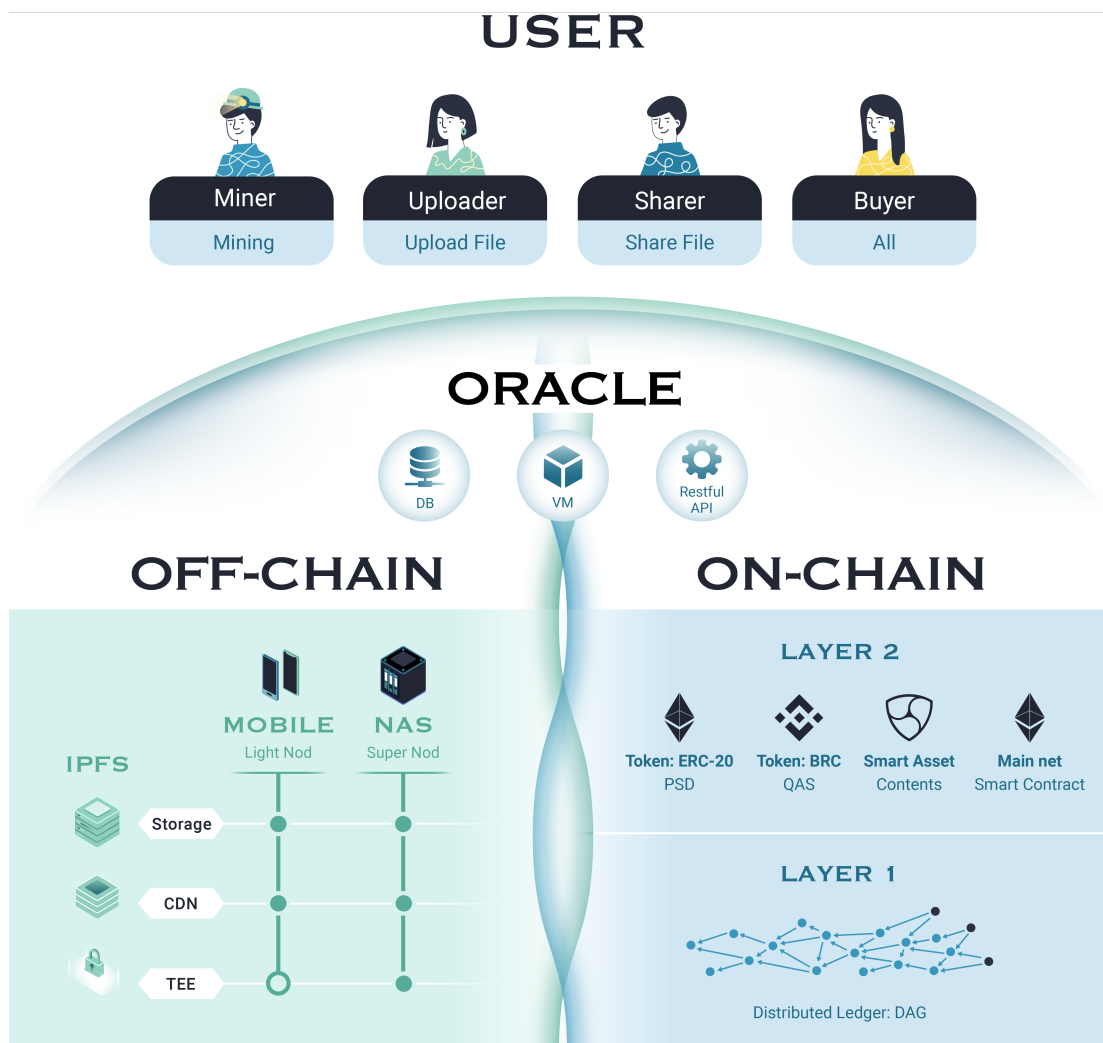 USER
Miner
Mining
Uploader
Upload File
Sharer
Share File
Buyer
All
ORACLE
DB
VM
Restful
API
OFF-CHAIN
ON-CHAIN
MOBILE
Light Nod
NAS
Super Nod
IPFS
Storage
CDN
TEE
LAYER 2
Token: ERC-20
PSD
Token: BRC
QAS
Smart Asset
Contents
Main net
Smart Contract
LAYER 1
Distributed Ledger: DAG